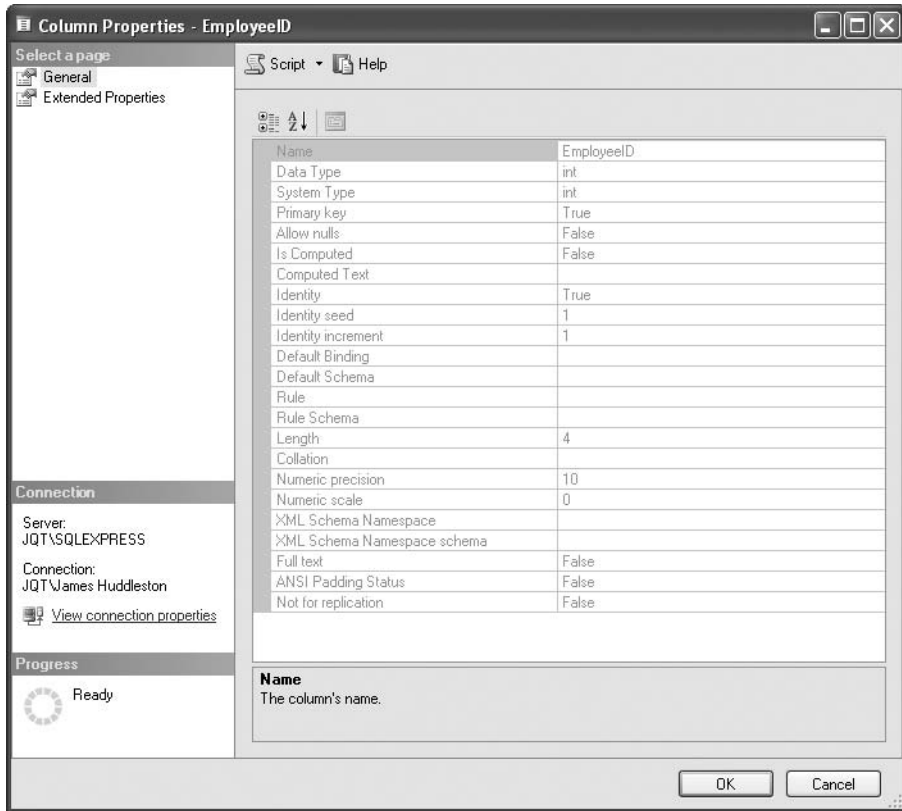 Column Properties - EmployeeID
Select a page
General
Extended Properties
Script
Help
Name EmployeeID
Data Type int
System Type int
Primary key True
Allow nulls False
Is Computed False
Computed Text
Identity True
Identity seed 1
Identity increment 1
Default Binding
Default Schema
Rule
Rule Schema
Length 4
Collation
Numeric precision 10
Numeric scale 0
XML Schema Namespace
XML Schema Namespace schema
Full text False
ANSI Padding Status False
Not for replication False
Connection
Server:
JQT\SQLEXPRESS
Connection:
JQT\James Huddleston
View connection properties
Progress
Ready
Name
The column's name.
OK Cancel